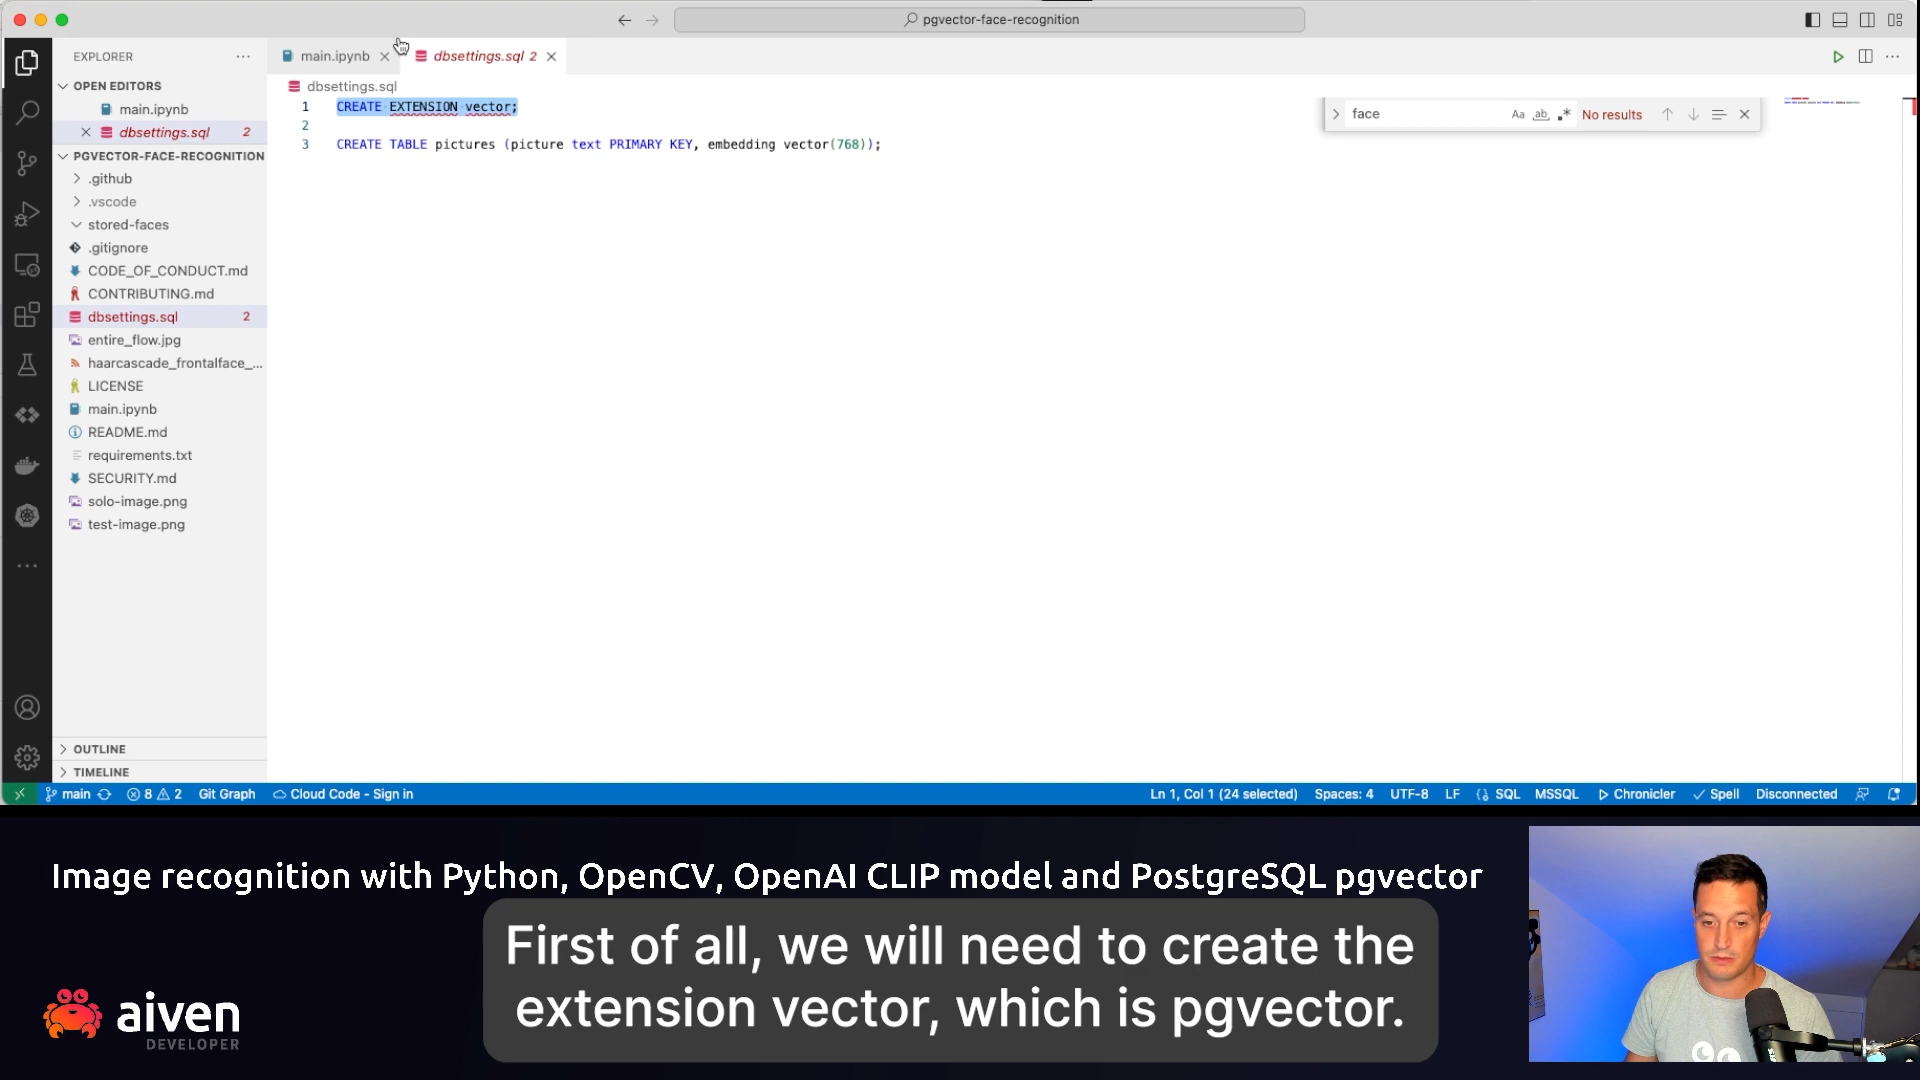 pgvector-face-recognition
EXPLORER
main.ipynb
dbsettings.sql 2
OPEN EDITORS
main.ipynb
dbsettings.sql 2
PGVECTOR-FACE-RECOGNITION
.github
.vscode
stored-faces
.gitignore
CODE_OF_CONDUCT.md
CONTRIBUTING.md
dbsettings.sql 2
entire_flow.jpg
haarcascade_frontalface_...
LICENSE
main.ipynb
README.md
requirements.txt
SECURITY.md
solo-image.png
test-image.png
OUTLINE
TIMELINE
dbsettings.sql
1 CREATE EXTENSION vector;
2
3 CREATE TABLE pictures (picture text PRIMARY KEY, embedding vector(768));
face Aa ab .* No results
main 8 2 Git Graph Cloud Code - Sign in Ln 1, Col 1 (24 selected) Spaces: 4 UTF-8 LF SQL MSSQL Chronicler Spell Disconnected
Image recognition with Python, OpenCV, OpenAI CLIP model and PostgreSQL pgvector
First of all, we will need to create the
extension vector, which is pgvector.
aiven
DEVELOPER